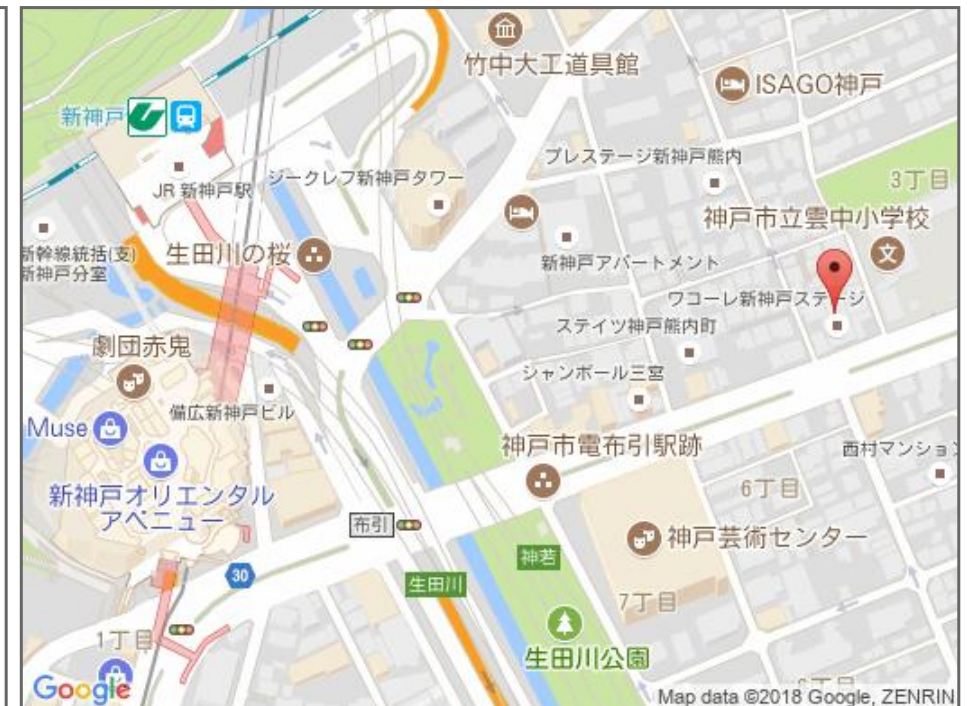 竹中大工道具館
ISAGO神戸
新神戸
JR 新神戸駅
ジークレフ新神戸タワー
プレステージ新神戸熊内
3丁目
神戸市立雲中小学校
新幹線統括(支)
新神戸分室
生田川の桜
新神戸アパートメント
ワコーレ新神戸ステージ
ステイツ神戸熊内町
劇団赤鬼
シャンボール三宮
備広新神戸ビル
Muse
神戸市電布引駅跡
西村マンション
新神戸オリエンタル
アベニュー
6丁目
布引
神戸芸術センター
神若
30
生田川
7丁目
1丁目
生田川公園
Google
Map data ©2018 Google, ZENRIN